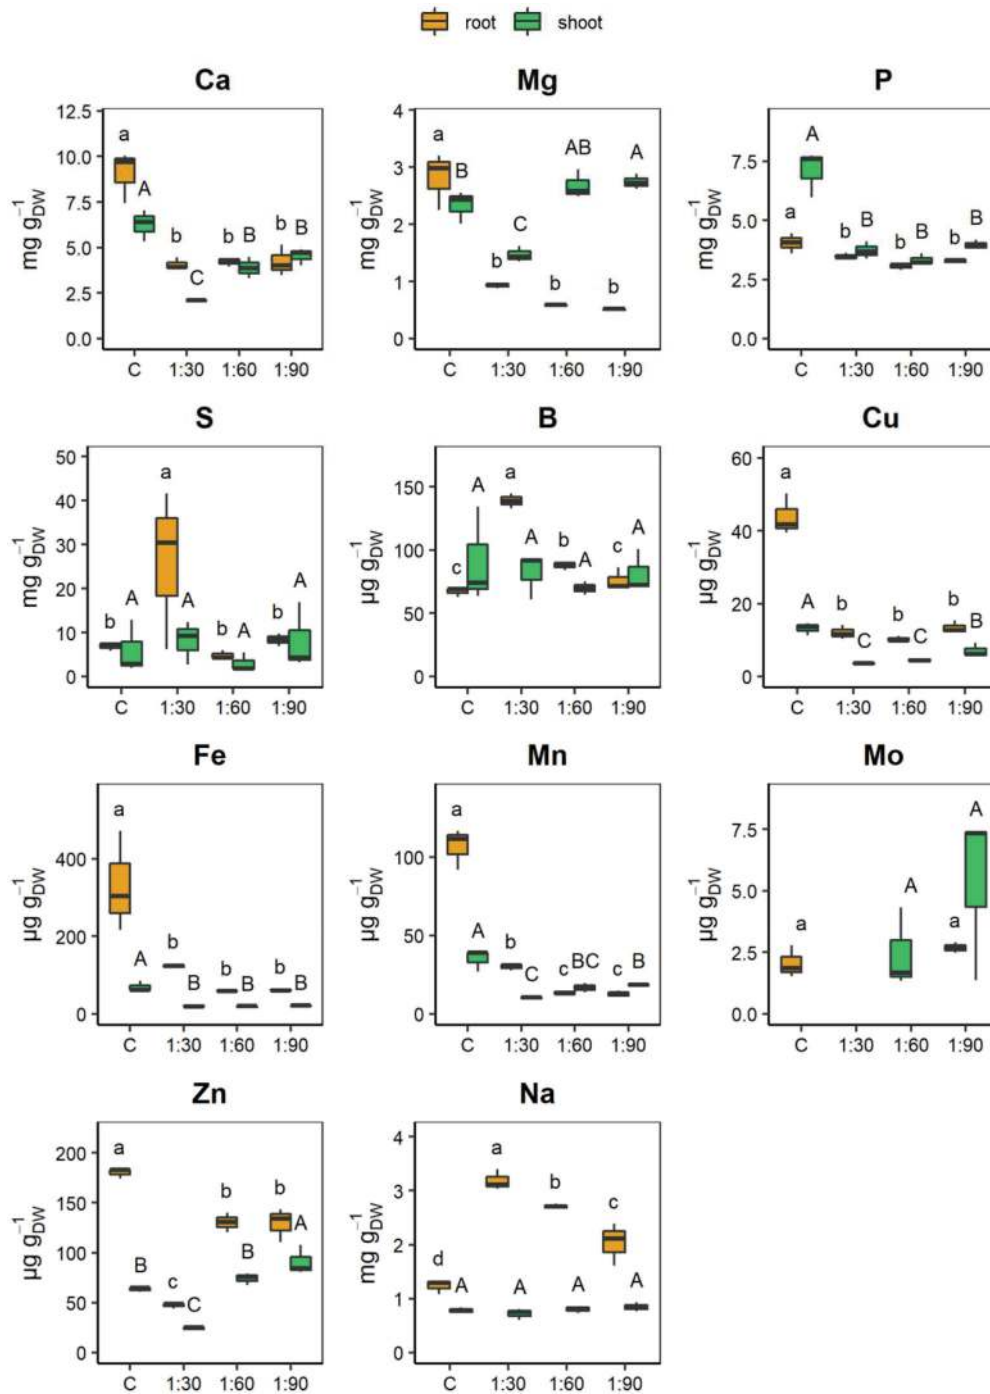 root shoot
Ca Mg P
12.5
10.0
7.5
5.0
2.5
0.0
mg g⁻¹DW
a A b C b B b B
C 1:30 1:60 1:90
4
3
2
1
0
mg g⁻¹DW
a B b C b AB b A
C 1:30 1:60 1:90
7.5
5.0
2.5
0.0
mg g⁻¹DW
a A b B b B b B
C 1:30 1:60 1:90
S B Cu
50
40
30
20
10
0
mg g⁻¹DW
b A a A b A b A
C 1:30 1:60 1:90
150
100
50
0
µg g⁻¹DW
c A a A b A c A
C 1:30 1:60 1:90
60
40
20
0
µg g⁻¹DW
a A b C b C b B
C 1:30 1:60 1:90
Fe Mn Mo
400
200
0
µg g⁻¹DW
a A b B b B b B
C 1:30 1:60 1:90
100
50
0
µg g⁻¹DW
a A b C c BC c B
C 1:30 1:60 1:90
7.5
5.0
2.5
0.0
µg g⁻¹DW
a A a A
C 1:30 1:60 1:90
Zn Na
200
150
100
50
0
µg g⁻¹DW
a B c C b B b A
C 1:30 1:60 1:90
4
3
2
1
0
mg g⁻¹DW
d A a A b A c A
C 1:30 1:60 1:90